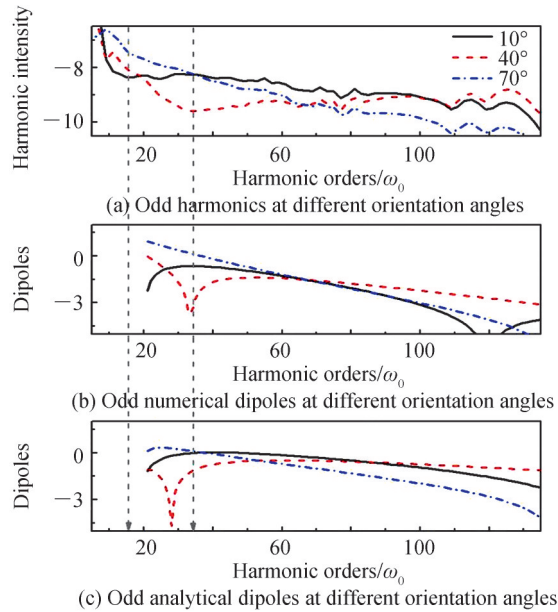 Harmonic intensity
−8
−10
10°
40°
70°
20 60 100
Harmonic orders/ω₀
(a) Odd harmonics at different orientation angles
Dipoles
0
−3
20 60 100
Harmonic orders/ω₀
(b) Odd numerical dipoles at different orientation angles
Dipoles
0
−3
20 60 100
Harmonic orders/ω₀
(c) Odd analytical dipoles at different orientation angles